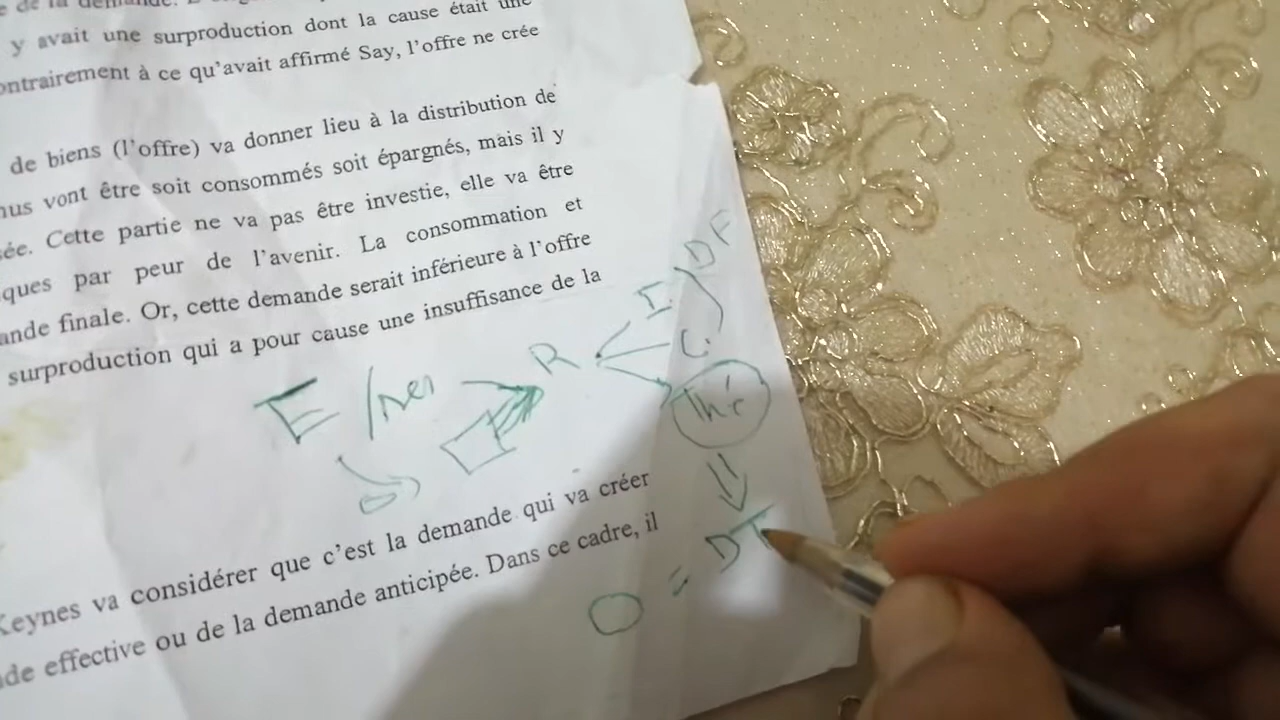 y avait une surproduction dont la cause était une
ontrairement à ce qu'avait affirmé Say, l'offre ne crée
de biens (l'offre) va donner lieu à la distribution de
nus vont être soit consommés soit épargnés, mais il y
ée. Cette partie ne va pas être investie, elle va être
ques par peur de l'avenir. La consommation et
ande finale. Or, cette demande serait inférieure à l'offre
surproduction qui a pour cause une insuffisance de la
DF
I
R
C.
E
Thé
Keynes va considérer que c'est la demande qui va créer
de effective ou de la demande anticipée. Dans ce cadre, il
O = DT